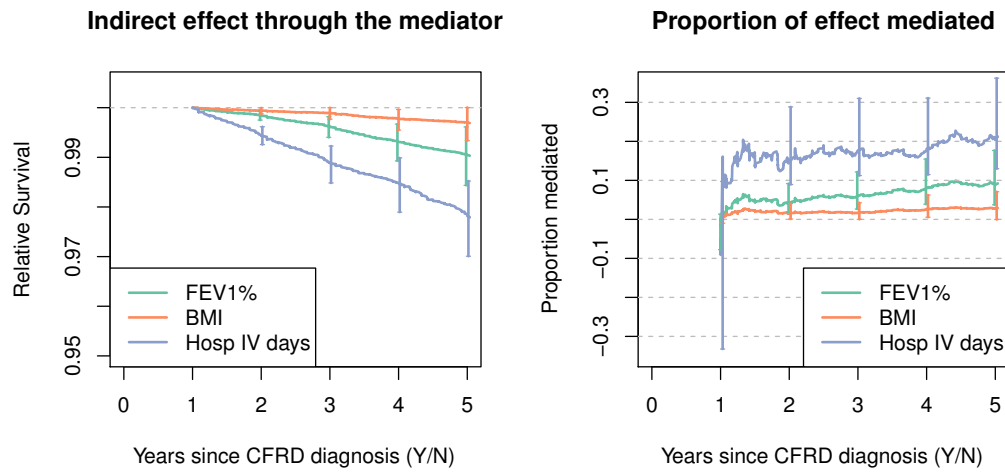 Indirect effect through the mediator
Relative Survival
0.99
0.97
0.95
FEV1%
BMI
Hosp IV days
0 1 2 3 4 5
Years since CFRD diagnosis (Y/N)
Proportion of effect mediated
Proportion mediated
0.3
0.1
−0.1
−0.3
FEV1%
BMI
Hosp IV days
0 1 2 3 4 5
Years since CFRD diagnosis (Y/N)